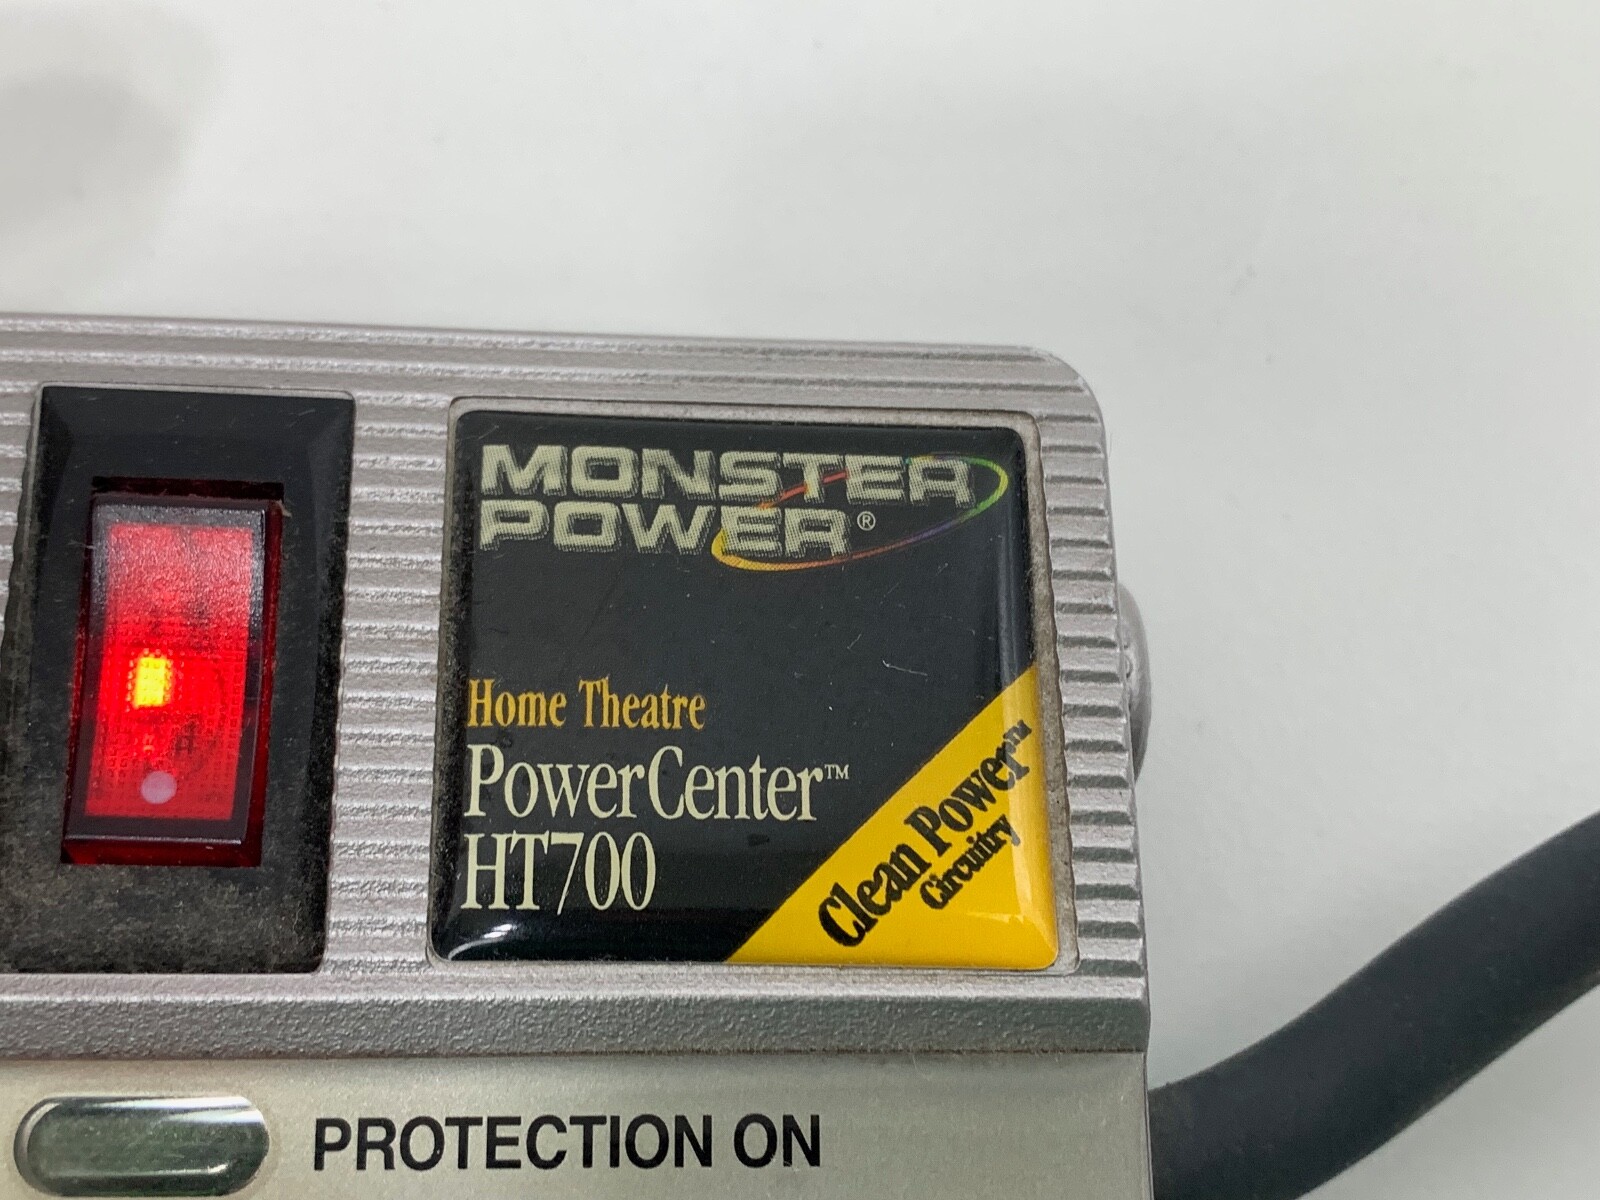 MONSTER
POWER®
Home Theatre
PowerCenter™
HT700
Clean Power™
Circuitry
PROTECTION ON